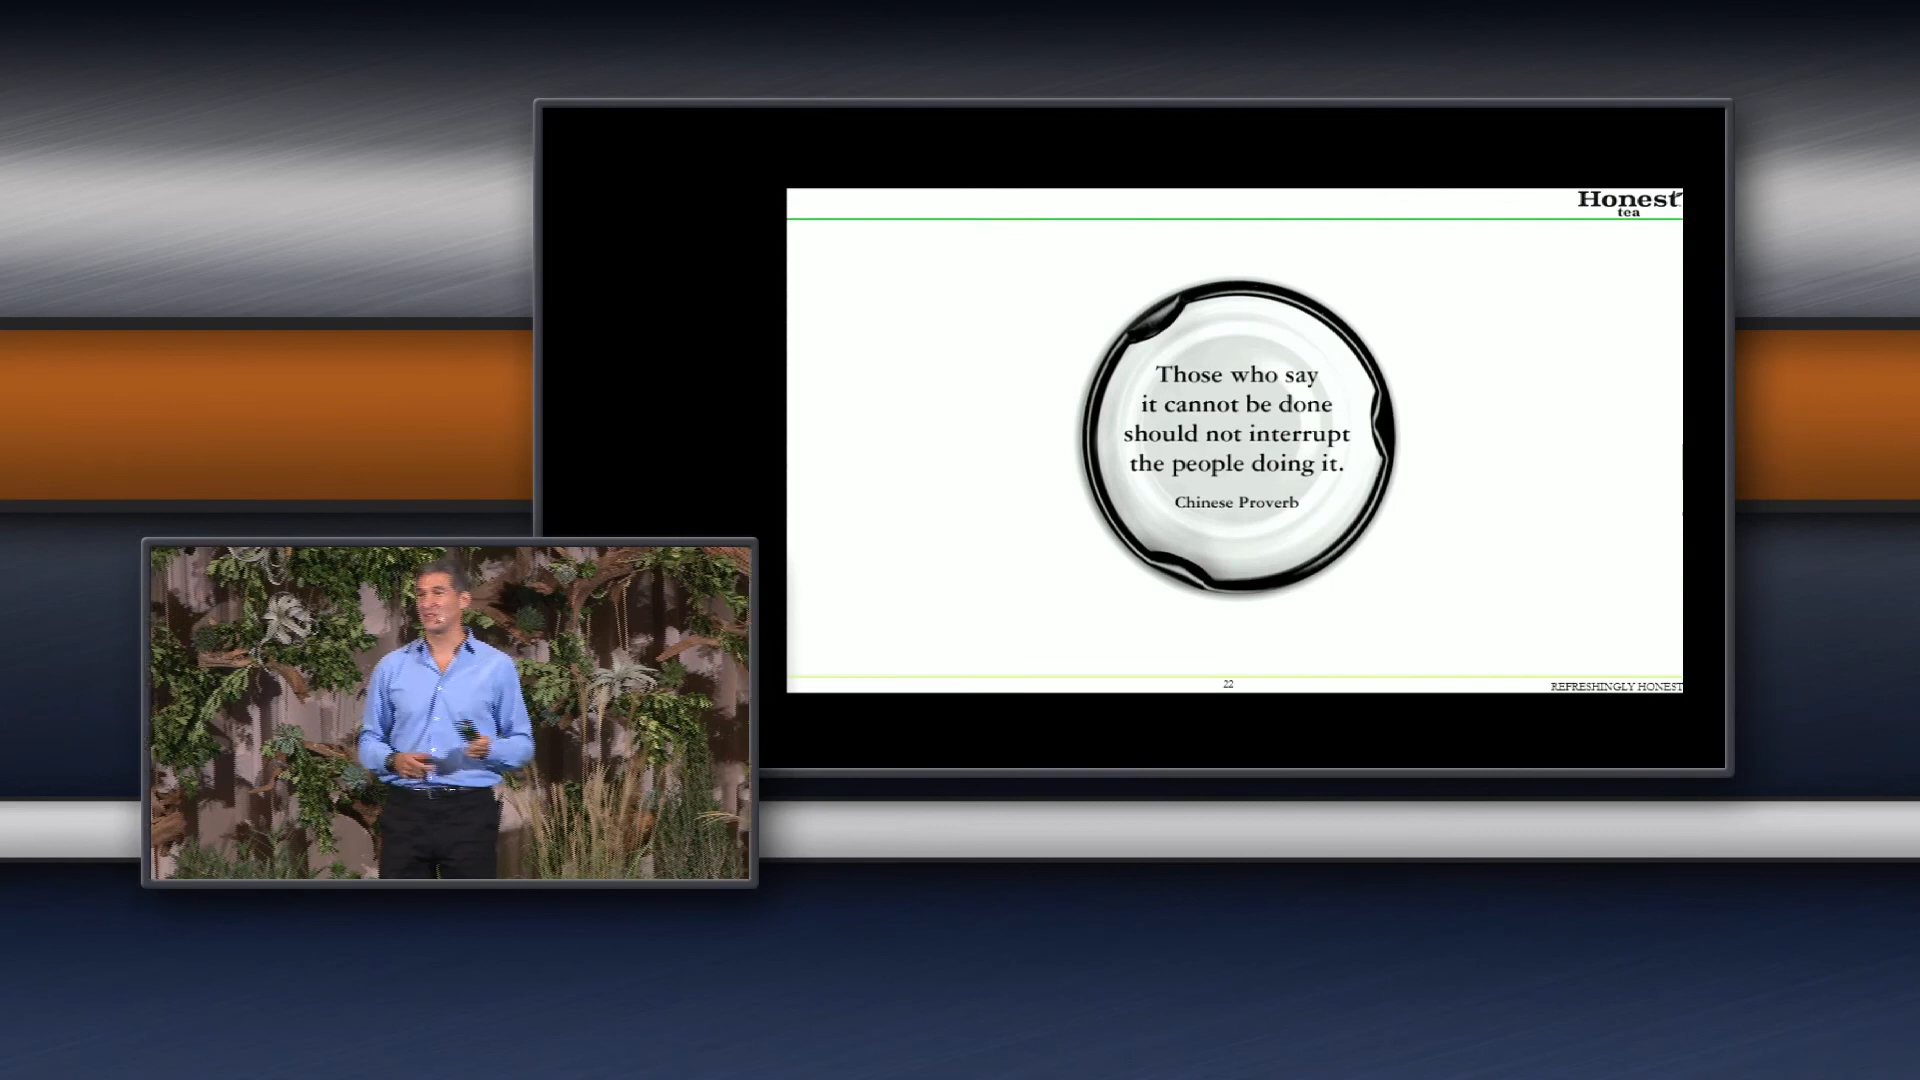 Honest
tea
Those who say
it cannot be done
should not interrupt
the people doing it.
Chinese Proverb
22
REFRESHINGLY HONEST